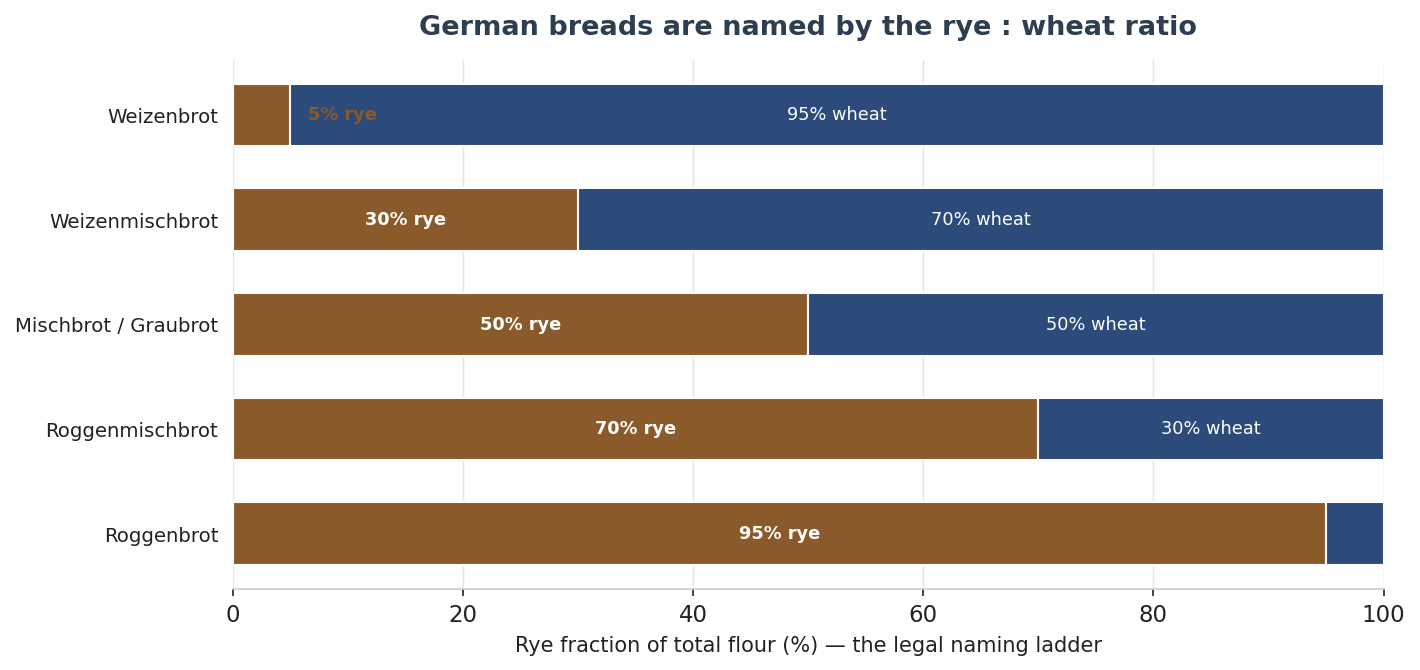 German breads are named by the rye : wheat ratio
Weizenbrot
5% rye
95% wheat
Weizenmischbrot
30% rye
70% wheat
Mischbrot / Graubrot
50% rye
50% wheat
Roggenmischbrot
70% rye
30% wheat
Roggenbrot
95% rye
0 20 40 60 80 100
Rye fraction of total flour (%) — the legal naming ladder